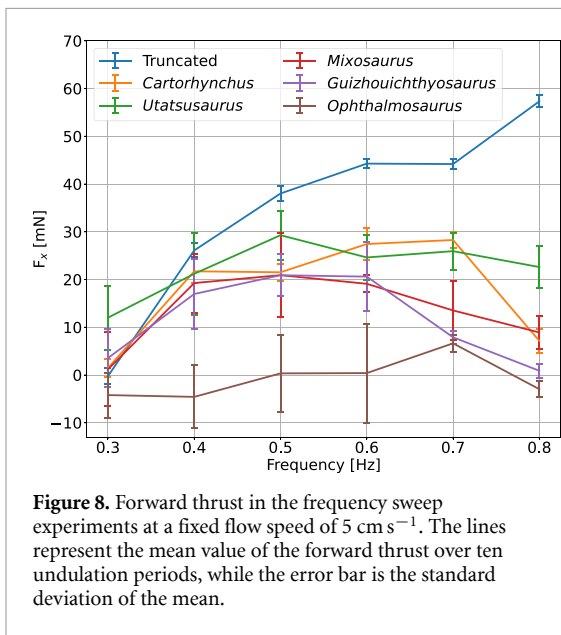 70
60
50
40
30
20
10
0
−10
F_x [mN]
Truncated
Cartorhynchus
Utatsusaurus
Mixosaurus
Guizhouichthyosaurus
Ophthalmosaurus
0.3 0.4 0.5 0.6 0.7 0.8
Frequency [Hz]
Figure 8. Forward thrust in the frequency sweep
experiments at a fixed flow speed of 5 cm s⁻¹. The lines
represent the mean value of the forward thrust over ten
undulation periods, while the error bar is the standard
deviation of the mean.